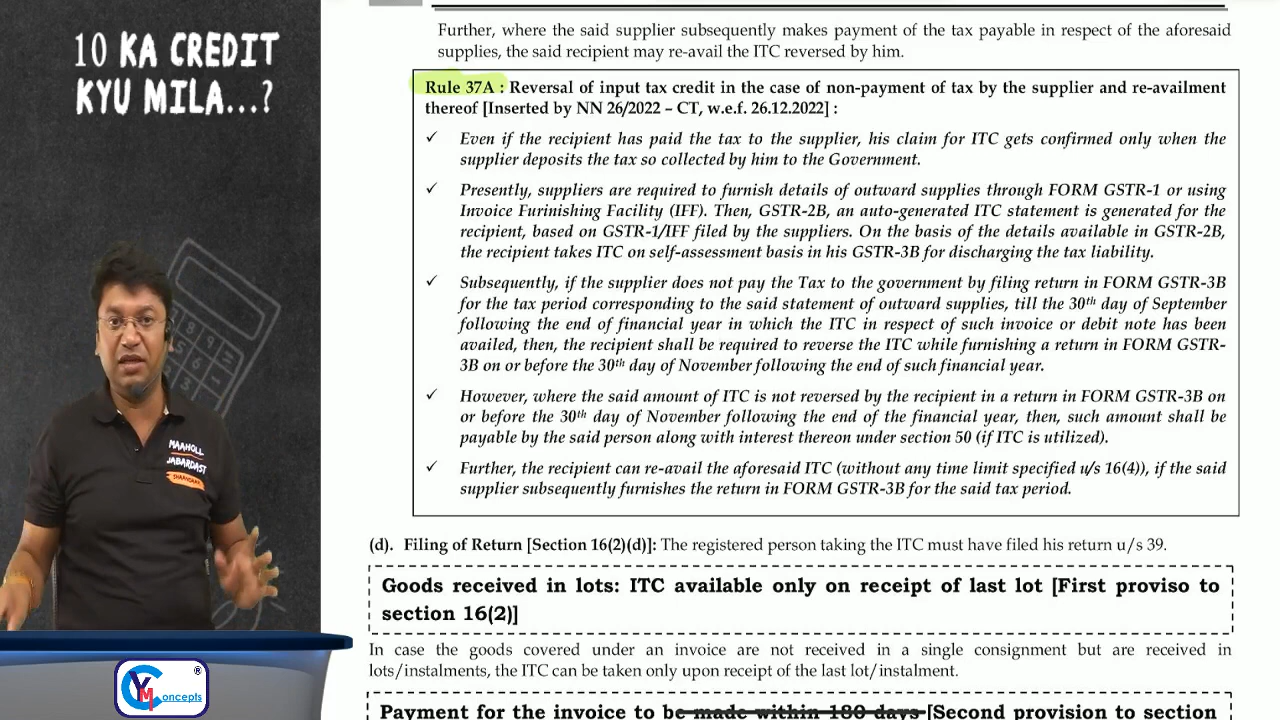 10 KA CREDIT
KYU MILA...?
MAAHOLL
JABARDAST
SHAANDAAR
CYM Concepts ®
Further, where the said supplier subsequently makes payment of the tax payable in respect of the aforesaid
supplies, the said recipient may re-avail the ITC reversed by him.
Rule 37A : Reversal of input tax credit in the case of non-payment of tax by the supplier and re-availment
thereof [Inserted by NN 26/2022 – CT, w.e.f. 26.12.2022] :
✓ Even if the recipient has paid the tax to the supplier, his claim for ITC gets confirmed only when the
supplier deposits the tax so collected by him to the Government.
✓ Presently, suppliers are required to furnish details of outward supplies through FORM GSTR-1 or using
Invoice Furinishing Facility (IFF). Then, GSTR-2B, an auto-generated ITC statement is generated for the
recipient, based on GSTR-1/IFF filed by the suppliers. On the basis of the details available in GSTR-2B,
the recipient takes ITC on self-assessment basis in his GSTR-3B for discharging the tax liability.
✓ Subsequently, if the supplier does not pay the Tax to the government by filing return in FORM GSTR-3B
for the tax period corresponding to the said statement of outward supplies, till the 30th day of September
following the end of financial year in which the ITC in respect of such invoice or debit note has been
availed, then, the recipient shall be required to reverse the ITC while furnishing a return in FORM GSTR-
3B on or before the 30th day of November following the end of such financial year.
✓ However, where the said amount of ITC is not reversed by the recipient in a return in FORM GSTR-3B on
or before the 30th day of November following the end of the financial year, then, such amount shall be
payable by the said person along with interest thereon under section 50 (if ITC is utilized).
✓ Further, the recipient can re-avail the aforesaid ITC (without any time limit specified u/s 16(4)), if the said
supplier subsequently furnishes the return in FORM GSTR-3B for the said tax period.
(d). Filing of Return [Section 16(2)(d)]: The registered person taking the ITC must have filed his return u/s 39.
Goods received in lots: ITC available only on receipt of last lot [First proviso to
section 16(2)]
In case the goods covered under an invoice are not received in a single consignment but are received in
lots/instalments, the ITC can be taken only upon receipt of the last lot/instalment.
Payment for the invoice to be made within 180 days [Second provision to section